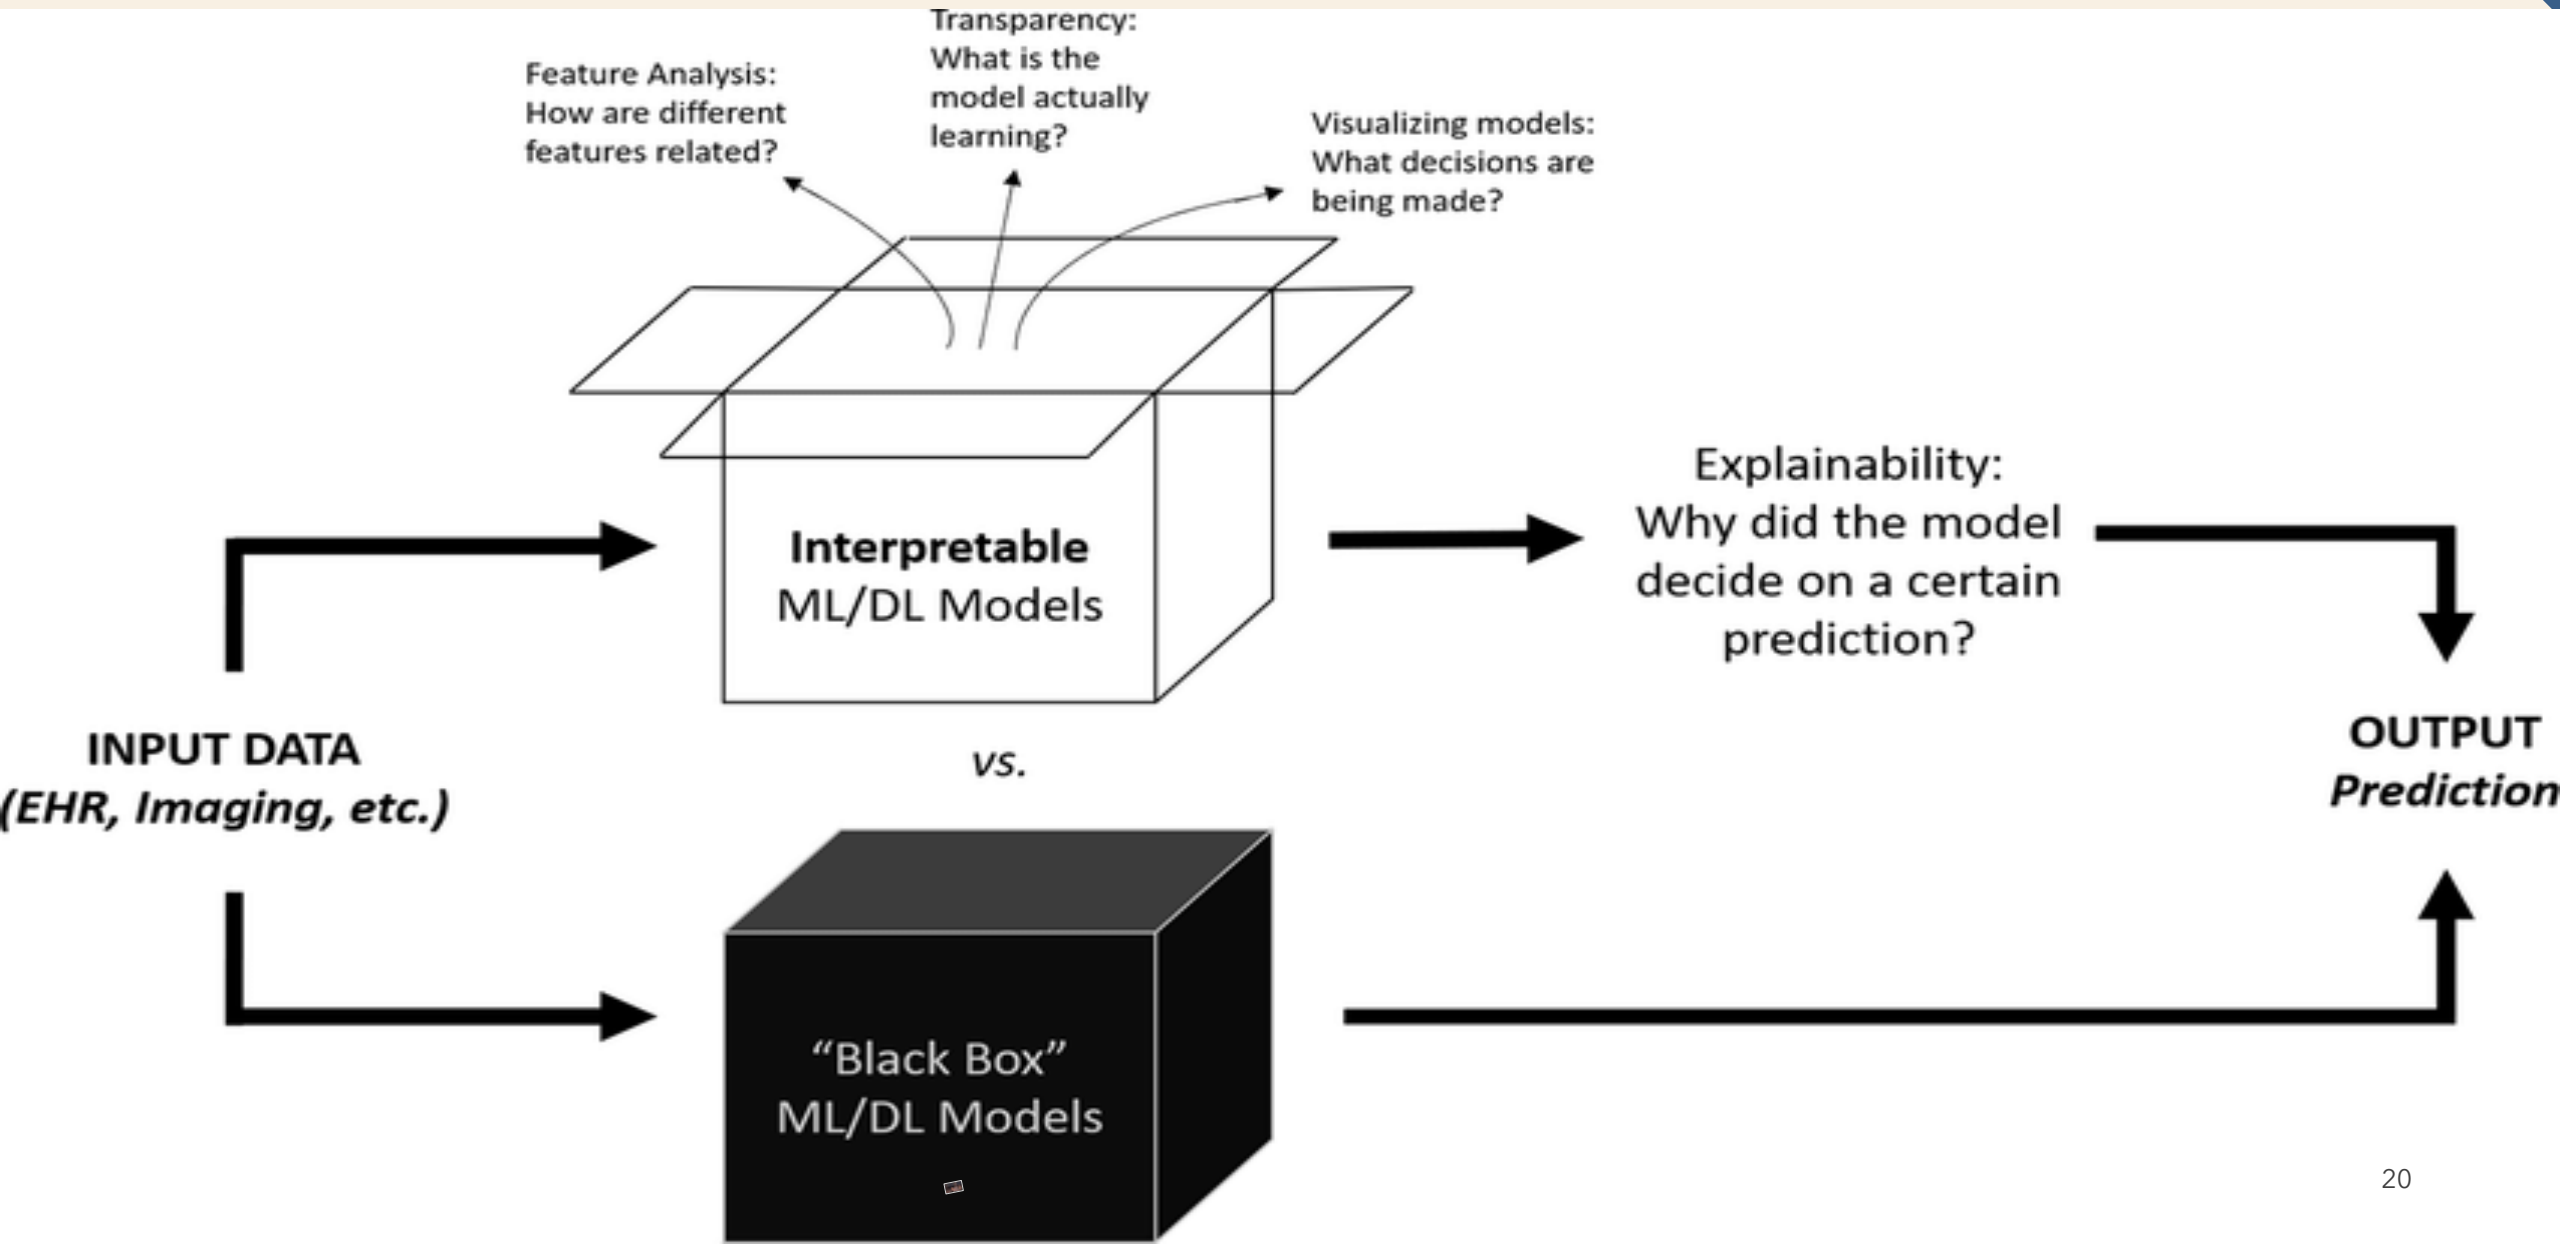 Transparency:
What is the
model actually
learning?
Feature Analysis:
How are different
features related?
Visualizing models:
What decisions are
being made?
Interpretable
ML/DL Models
Explainability:
Why did the model
decide on a certain
prediction?
INPUT DATA
(EHR, Imaging, etc.)
vs.
OUTPUT
Prediction
“Black Box”
ML/DL Models
20